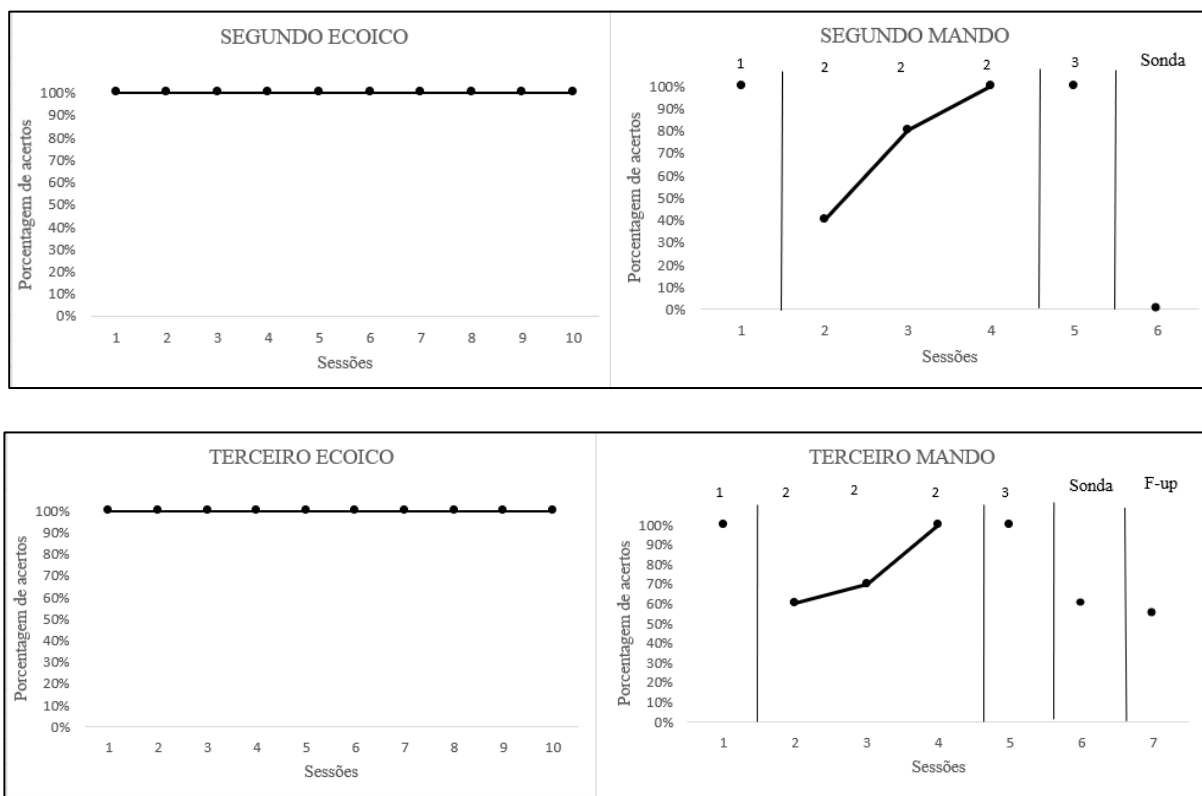 SEGUNDO ECOICO
Porcentagem de acertos
100%
90%
80%
70%
60%
50%
40%
30%
20%
10%
0%
1 2 3 4 5 6 7 8 9 10
Sessões
SEGUNDO MANDO
1 2 2 2 3 Sonda
Porcentagem de acertos
100%
90%
80%
70%
60%
50%
40%
30%
20%
10%
0%
1 2 3 4 5 6
Sessões
TERCEIRO ECOICO
Porcentagem de acertos
100%
90%
80%
70%
60%
50%
40%
30%
20%
10%
0%
1 2 3 4 5 6 7 8 9 10
Sessões
TERCEIRO MANDO
1 2 2 2 3 Sonda F-up
Porcentagem de acertos
100%
90%
80%
70%
60%
50%
40%
30%
20%
10%
0%
1 2 3 4 5 6 7
Sessões